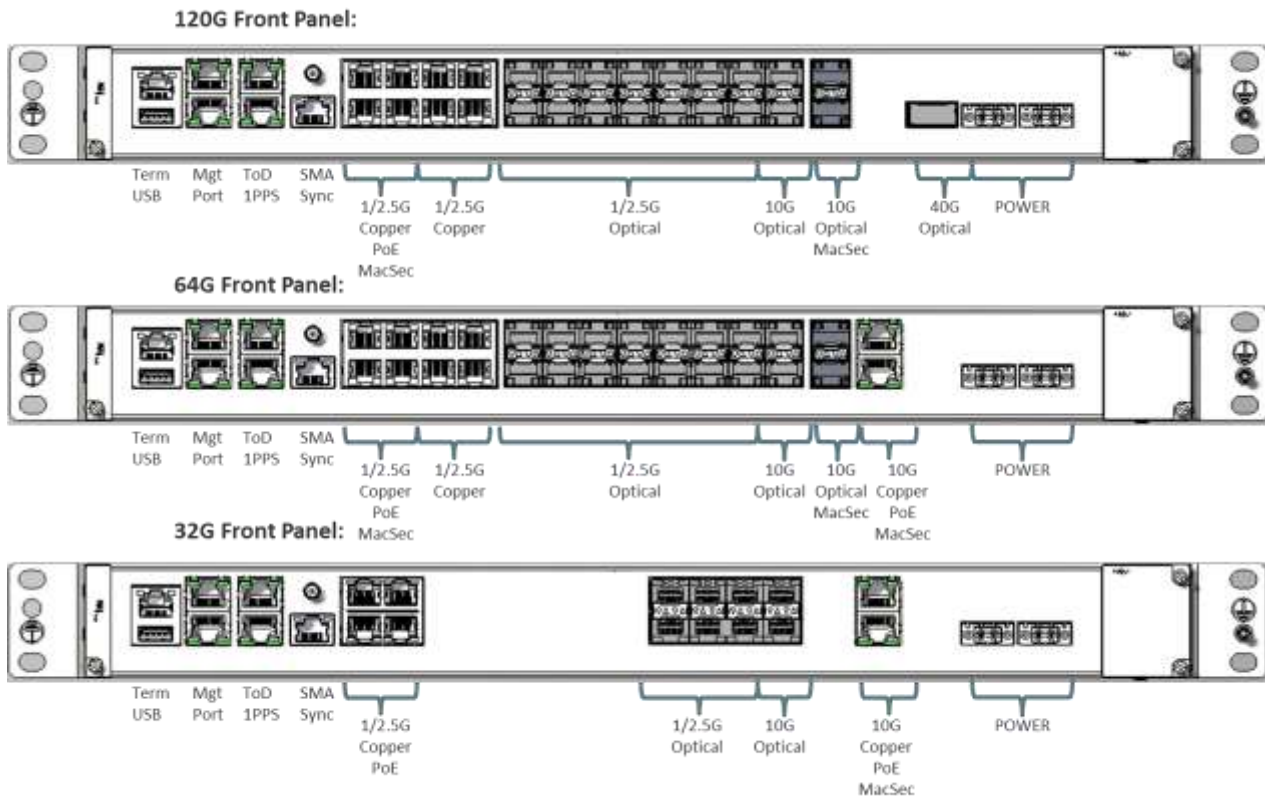 120G Front Panel:
Term USB
Mgt Port
ToD 1PPS
SMA Sync
1/2.5G Copper PoE MacSec
1/2.5G Copper
1/2.5G Optical
10G Optical
10G Optical MacSec
40G Optical
POWER
64G Front Panel:
Term USB
Mgt Port
ToD 1PPS
SMA Sync
1/2.5G Copper PoE MacSec
1/2.5G Copper
1/2.5G Optical
10G Optical
10G Optical MacSec
10G Copper PoE MacSec
POWER
32G Front Panel:
Term USB
Mgt Port
ToD 1PPS
SMA Sync
1/2.5G Copper PoE
1/2.5G Optical
10G Optical
10G Copper PoE MacSec
POWER